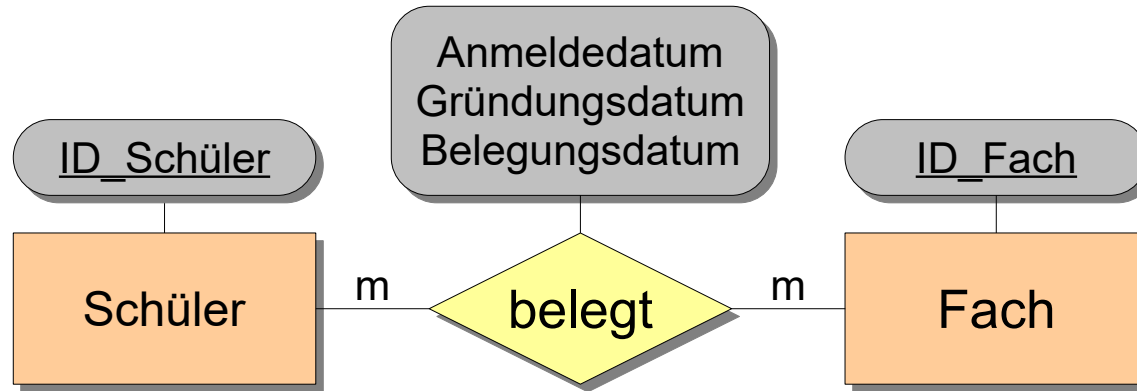 Anmeldedatum
Gründungsdatum
Belegungsdatum
ID_Schüler
ID_Fach
Schüler
m
belegt
m
Fach